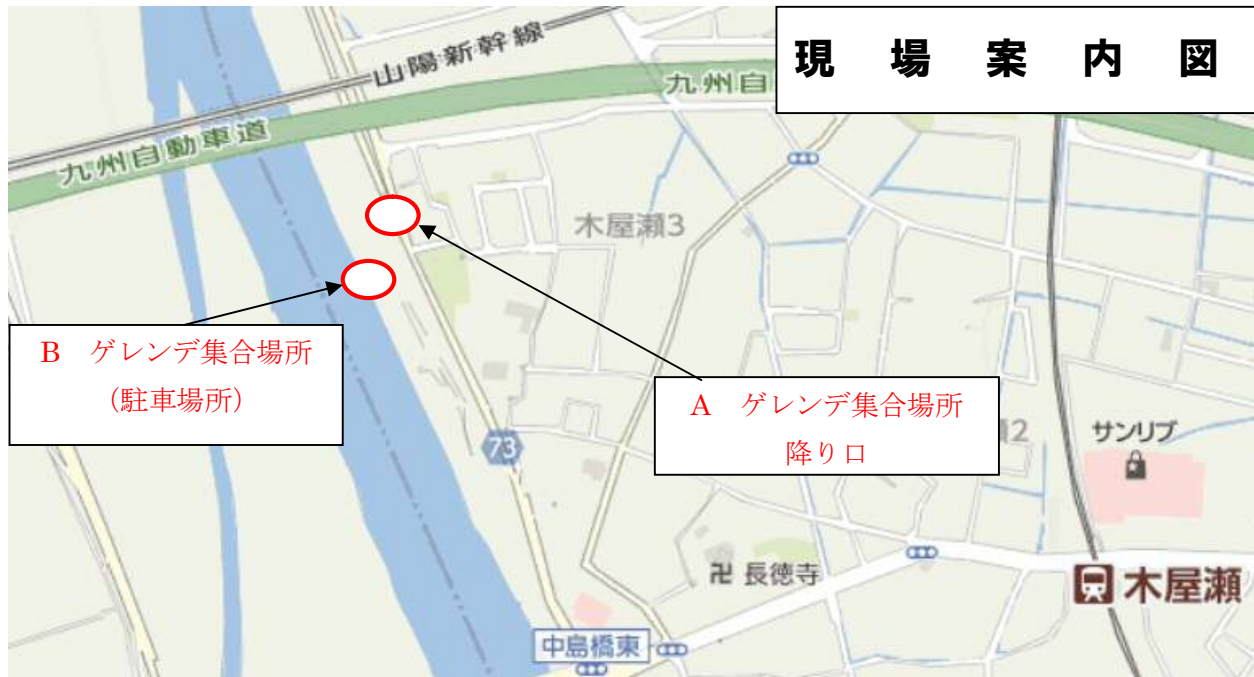 現場案内図
山陽新幹線
九州自
九州自動車道
木屋瀬3
B ゲレンデ集合場所
(駐車場所)
A ゲレンデ集合場所
降り口
瀬2
サンリブ
73
卍 長徳寺
木屋瀬
中島橋東